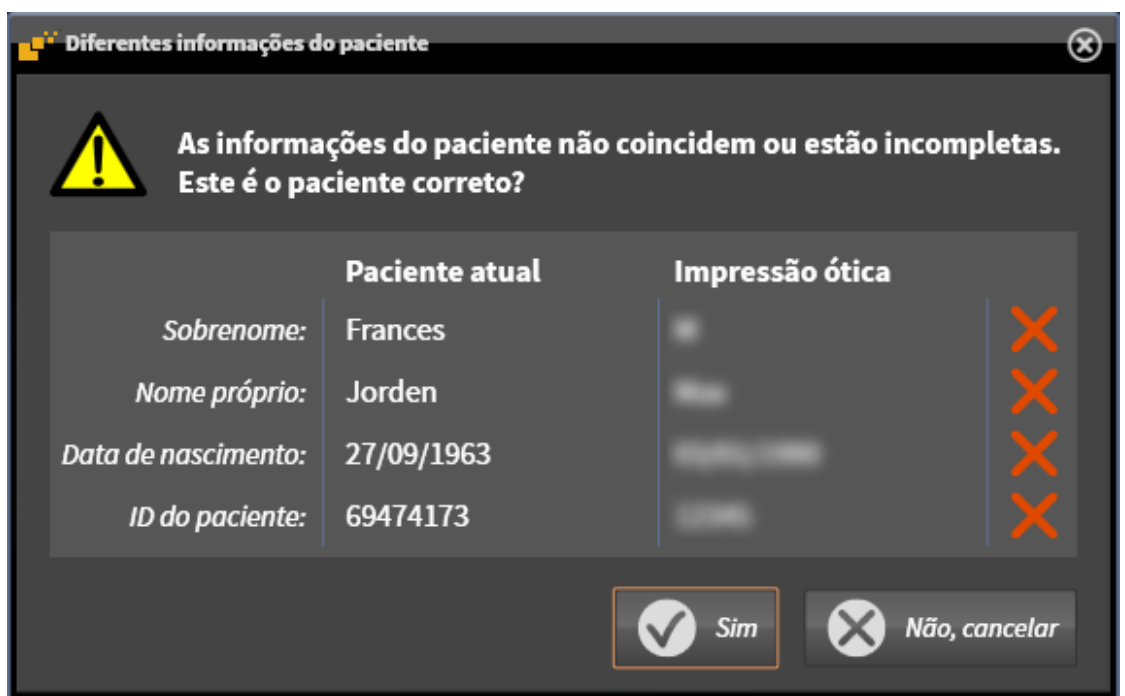 Diferentes informações do paciente
As informações do paciente não coincidem ou estão incompletas.
Este é o paciente correto?
Paciente atual Impressão ótica
Sobrenome: Frances
Nome próprio: Jorden
Data de nascimento: 27/09/1963
ID do paciente: 69474173
Sim Não, cancelar